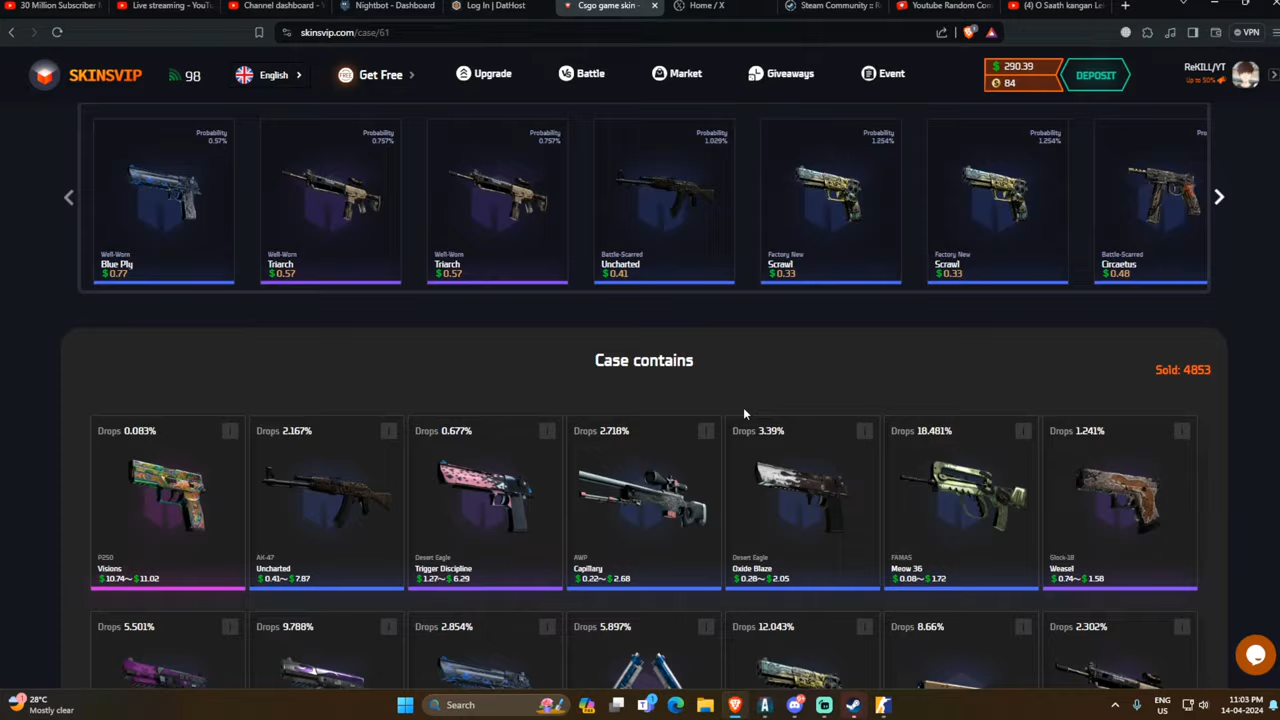 30 Million Subscriber
Live streaming - YouTu
Channel dashboard -
Nightbot - Dashboard
Log In | DatHost
Csgo game skin -
Home / X
Steam Community :: R
Youtube Random Com
(4) O Saath kangan Le
skinsvip.com/case/61
VPN
SKINSVIP
98
English
FREE
Get Free
Upgrade
Battle
Market
Giveaways
Event
$ 290.39
84
DEPOSIT
ReKILL/YT
Up to 50%
Probability
0.57%
Well-Worn
Blue Ply
$ 0.77
Probability
0.757%
Well-Worn
Triarch
$ 0.57
Probability
0.757%
Well-Worn
Triarch
$ 0.57
Probability
1.029%
Battle-Scarred
Uncharted
$ 0.41
Probability
1.254%
Factory New
Scrawl
$ 0.33
Probability
1.254%
Factory New
Scrawl
$ 0.33
Pro
Battle-Scarred
Circaetus
$ 0.48
Case contains
Sold: 4853
Drops 0.083%
P250
Visions
$ 10.74～$ 11.02
Drops 2.167%
AK-47
Uncharted
$ 0.41～$ 7.87
Drops 0.677%
Desert Eagle
Trigger Discipline
$ 1.27～$ 6.29
Drops 2.718%
AWP
Capillary
$ 0.22～$ 2.68
Drops 3.39%
Desert Eagle
Oxide Blaze
$ 0.28～$ 2.05
Drops 18.481%
FAMAS
Meow 36
$ 0.08～$ 1.72
Drops 1.241%
Glock-18
Weasel
$ 0.74～$ 1.58
Drops 5.501%
Drops 9.788%
Drops 2.854%
Drops 5.897%
Drops 12.043%
Drops 8.66%
Drops 2.302%
28°C
Mostly clear
Search
ENG
US
11:03 PM
14-04-2024